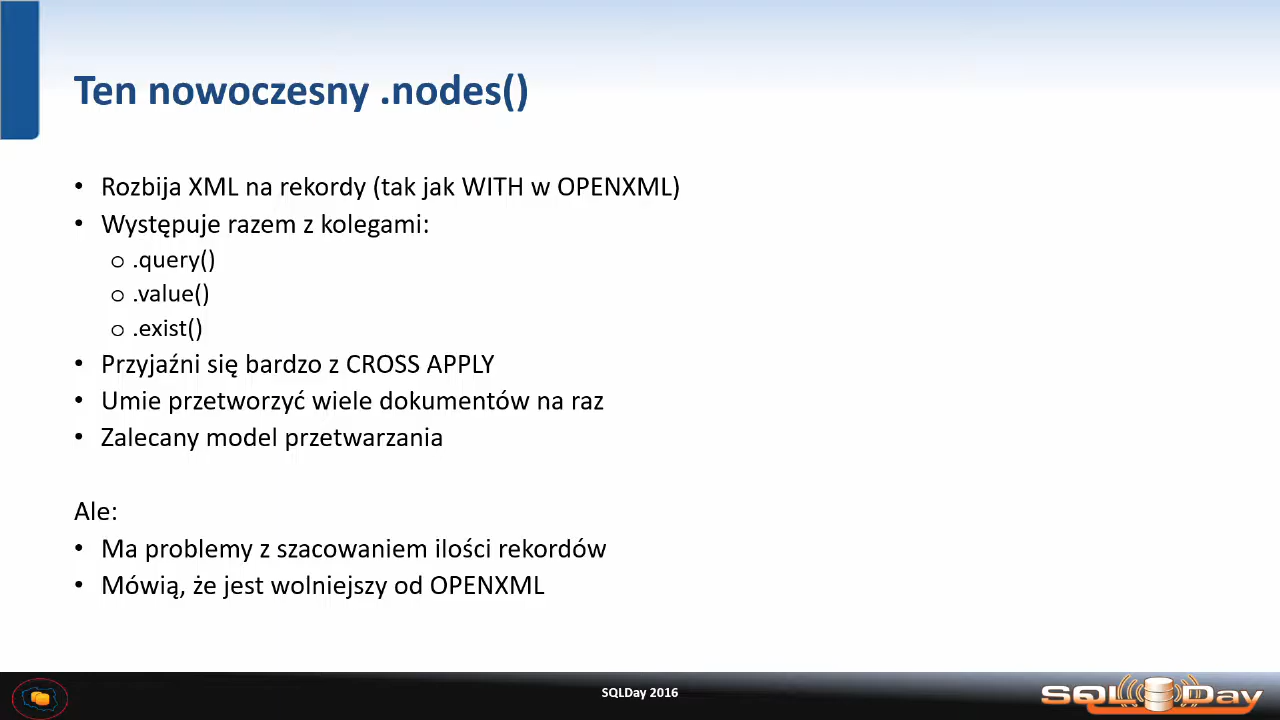 Ten nowoczesny .nodes()
• Rozbija XML na rekordy (tak jak WITH w OPENXML)
• Występuje razem z kolegami:
o .query()
o .value()
o .exist()
• Przyjaźni się bardzo z CROSS APPLY
• Umie przetworzyć wiele dokumentów na raz
• Zalecany model przetwarzania
Ale:
• Ma problemy z szacowaniem ilości rekordów
• Mówią, że jest wolniejszy od OPENXML
SQLDay 2016
SQL Day